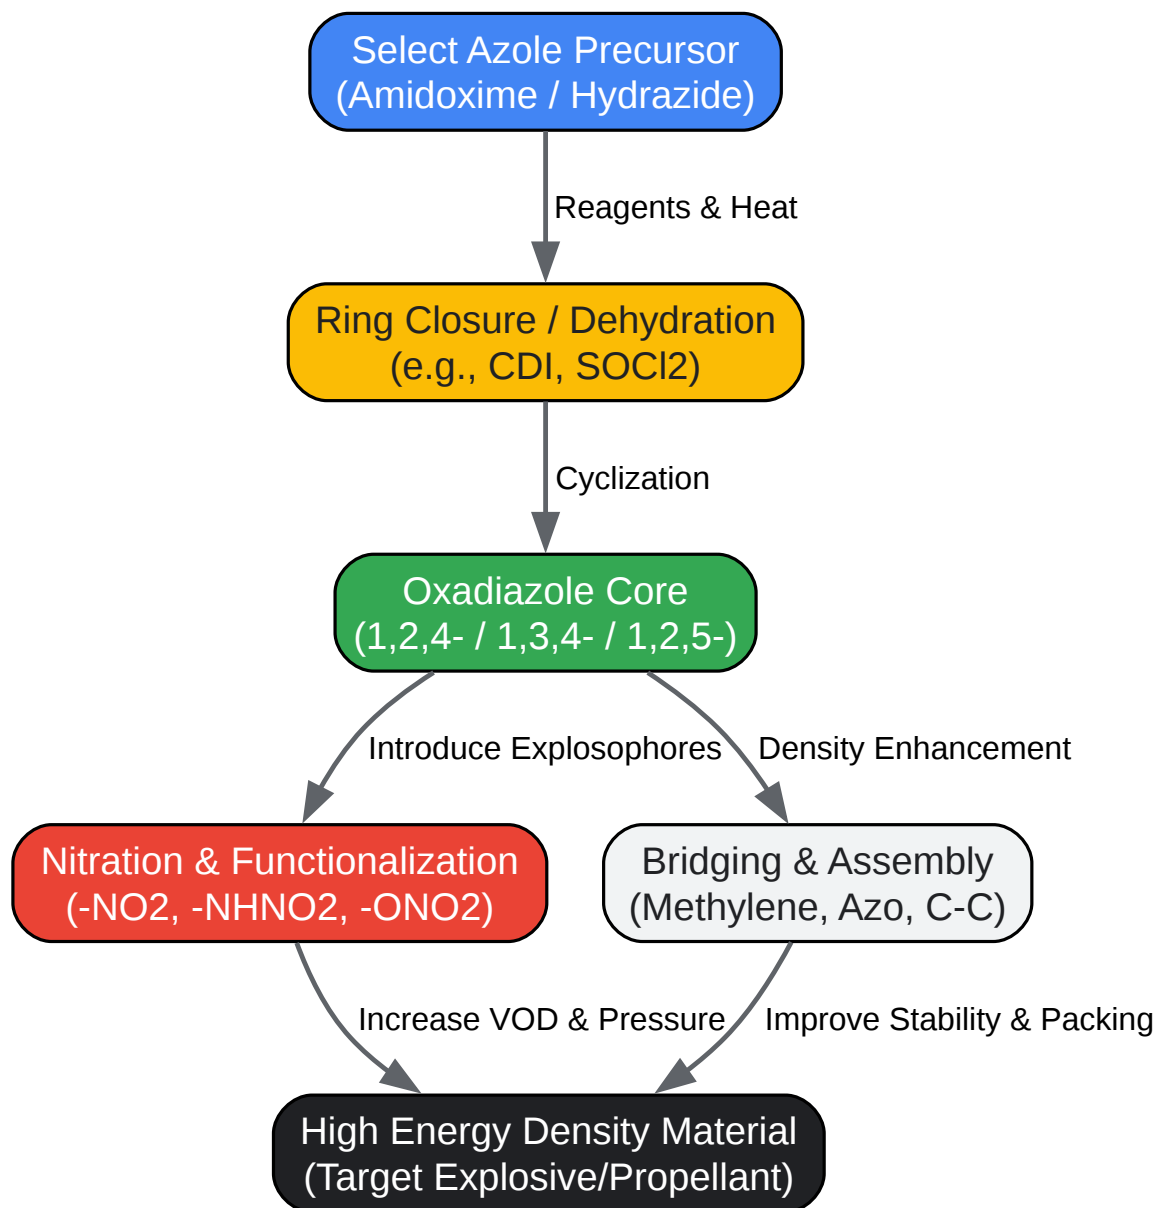 Select Azole Precursor
(Amidoxime / Hydrazide)
Reagents & Heat
Ring Closure / Dehydration
(e.g., CDI, SOCl2)
Cyclization
Oxadiazole Core
(1,2,4- / 1,3,4- / 1,2,5-)
Introduce Explosophores
Density Enhancement
Nitration & Functionalization
(-NO2, -NHNO2, -ONO2)
Bridging & Assembly
(Methylene, Azo, C-C)
Increase VOD & Pressure
Improve Stability & Packing
High Energy Density Material
(Target Explosive/Propellant)